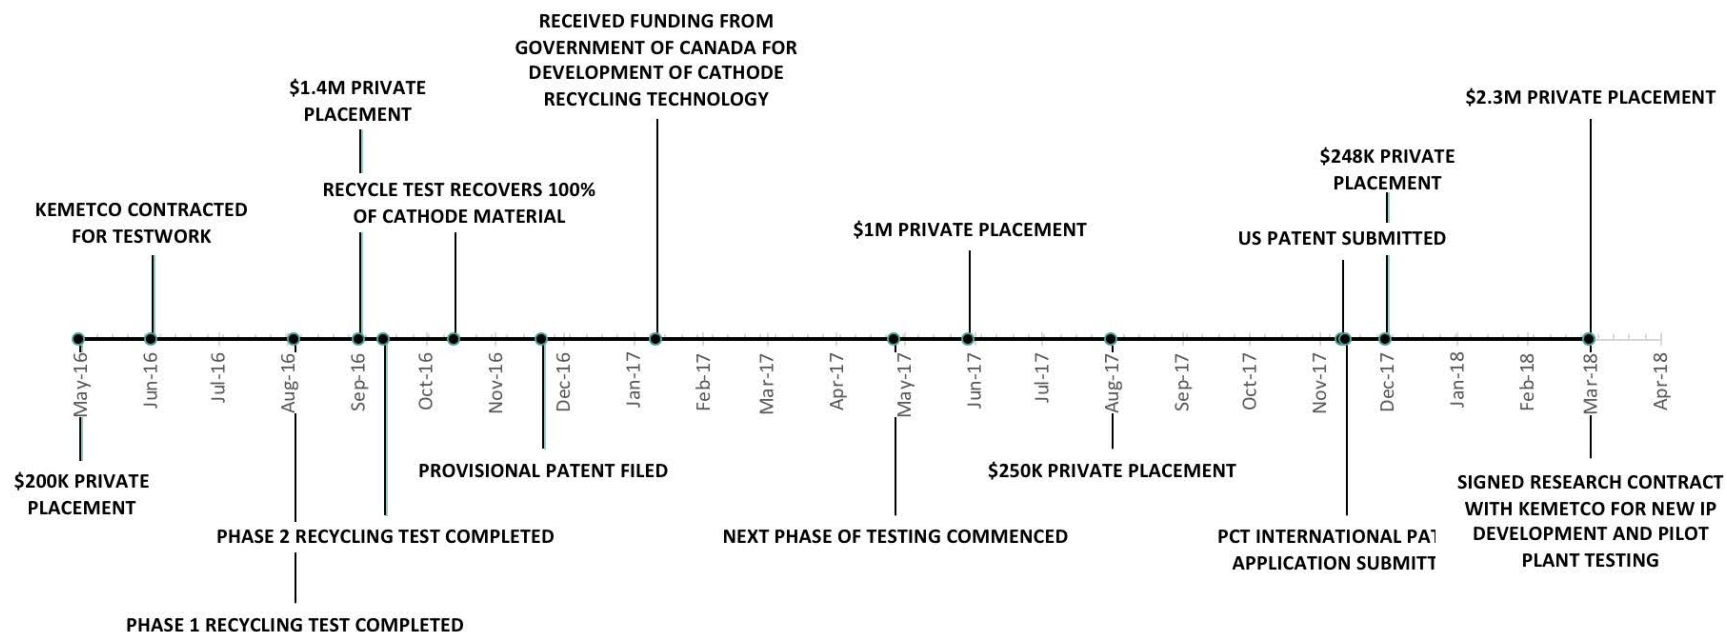 RECEIVED FUNDING FROM
GOVERNMENT OF CANADA FOR
DEVELOPMENT OF CATHODE
RECYCLING TECHNOLOGY
$1.4M PRIVATE
PLACEMENT
$2.3M PRIVATE PLACEMENT
$248K PRIVATE
PLACEMENT
RECYCLE TEST RECOVERS 100%
OF CATHODE MATERIAL
KEMETCO CONTRACTED
FOR TESTWORK
$1M PRIVATE PLACEMENT
US PATENT SUBMITTED
May-16
Jun-16
Jul-16
Aug-16
Sep-16
Oct-16
Nov-16
Dec-16
Jan-17
Feb-17
Mar-17
Apr-17
May-17
Jun-17
Jul-17
Aug-17
Sep-17
Oct-17
Nov-17
Dec-17
Jan-18
Feb-18
Mar-18
Apr-18
$200K PRIVATE
PLACEMENT
PROVISIONAL PATENT FILED
$250K PRIVATE PLACEMENT
SIGNED RESEARCH CONTRACT
WITH KEMETCO FOR NEW IP
DEVELOPMENT AND PILOT
PLANT TESTING
PHASE 2 RECYCLING TEST COMPLETED
NEXT PHASE OF TESTING COMMENCED
PCT INTERNATIONAL PAT
APPLICATION SUBMITT
PHASE 1 RECYCLING TEST COMPLETED